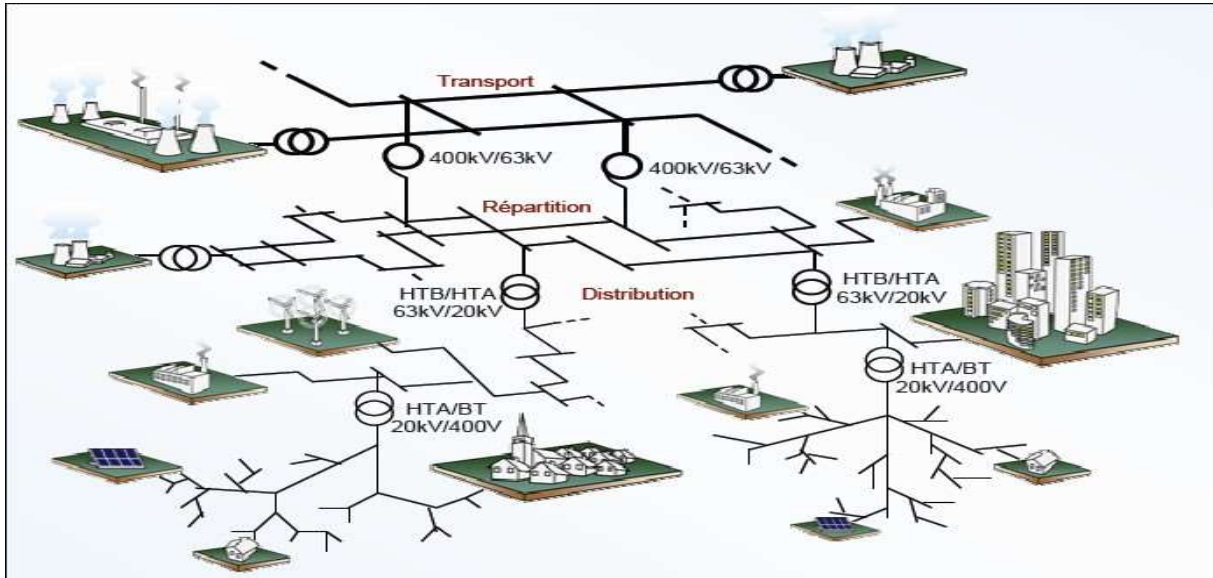 Transport
400kV/63kV
400kV/63kV
Répartition
HTB/HTA
63kV/20kV
Distribution
HTB/HTA
63kV/20kV
HTA/BT
20kV/400V
HTA/BT
20kV/400V